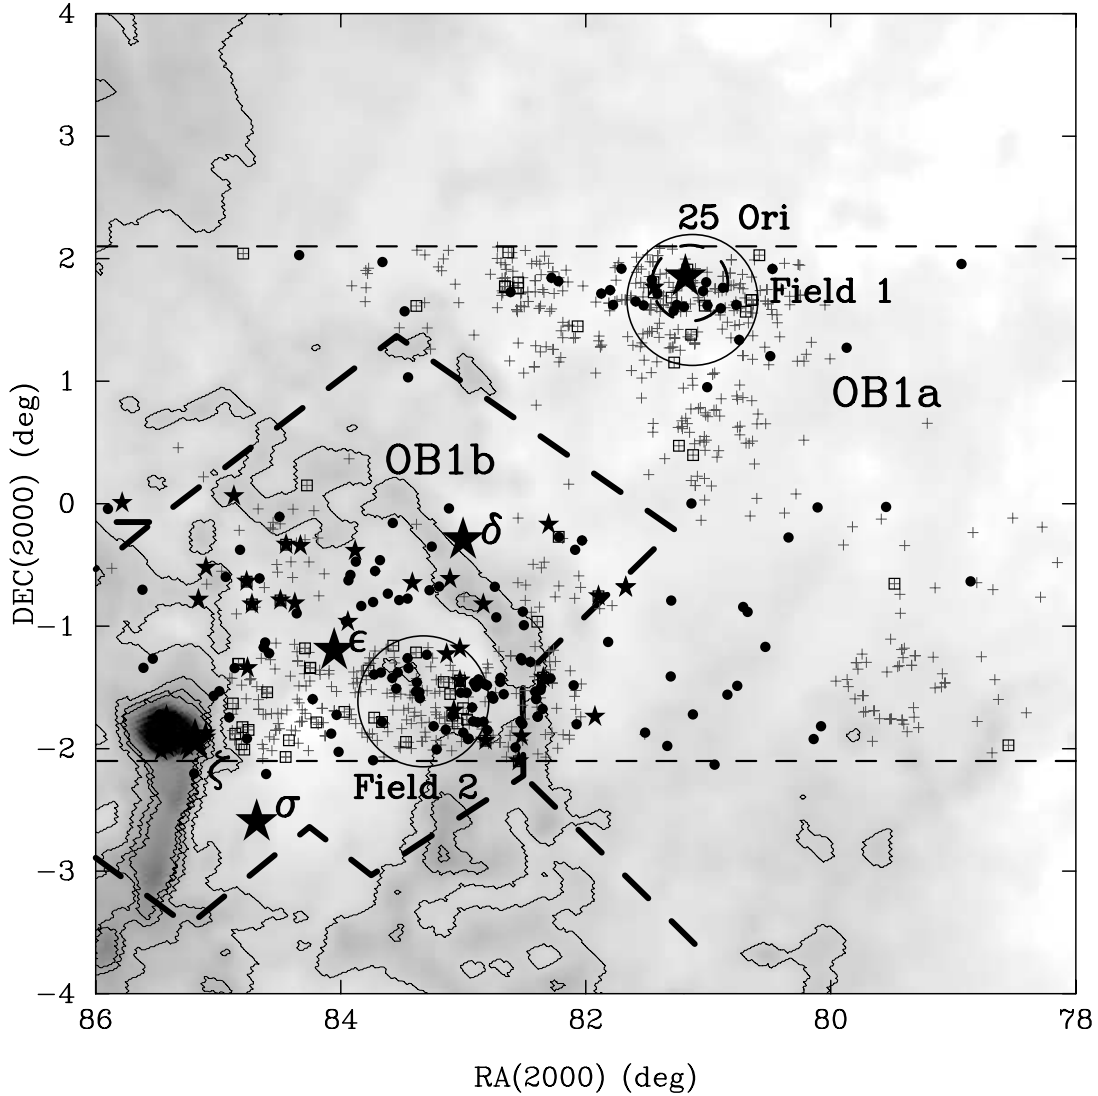 4
3
2
1
0
−1
−2
−3
−4
DEC(2000) (deg)
25 Ori
Field 1
OB1a
OB1b
δ
ϵ
Field 2
ζ
σ
86 84 82 80 78
RA(2000) (deg)